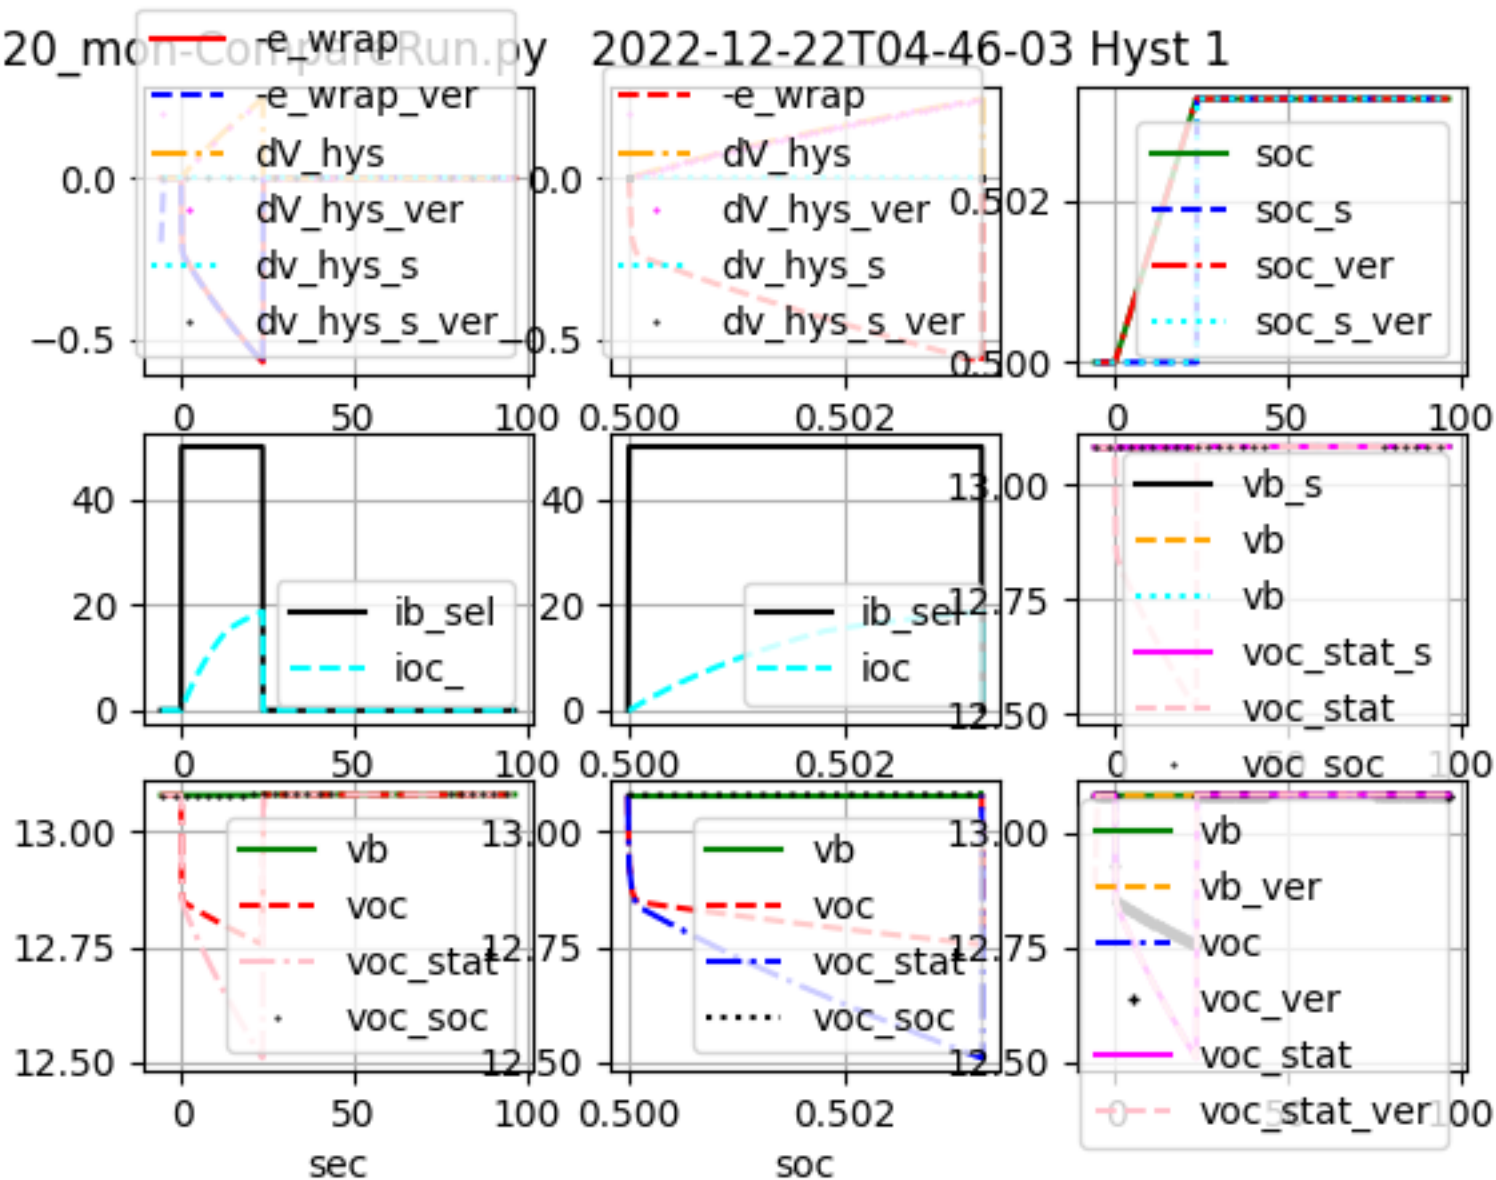 20_mon-CompareRun.py 2022-12-22T04-46-03 Hyst 1
-e_wrap
-e_wrap_ver
dV_hys
dV_hys_ver
dv_hys_s
dv_hys_s_ver
0.0
−0.5
0 50 100
-e_wrap
dV_hys
dV_hys_ver
dv_hys_s
dv_hys_s_ver
0.0
−0.5
0.500 0.502
soc
soc_s
soc_ver
soc_s_ver
0.502
0.500
0 50 100
40
20
0
ib_sel
ioc_
0 50 100
40
20
0
ib_sel
ioc
0.500 0.502
13.00
12.75
12.50
vb_s
vb
vb
voc_stat_s
voc_stat
voc_soc
0 50 100
13.00
12.75
12.50
vb
voc
voc_stat
voc_soc
0 50 100
sec
13.00
12.75
12.50
vb
voc
voc_stat
voc_soc
0.500 0.502
soc
13.00
12.75
12.50
vb
vb_ver
voc
voc_ver
voc_stat
voc_stat_ver
0 50 100